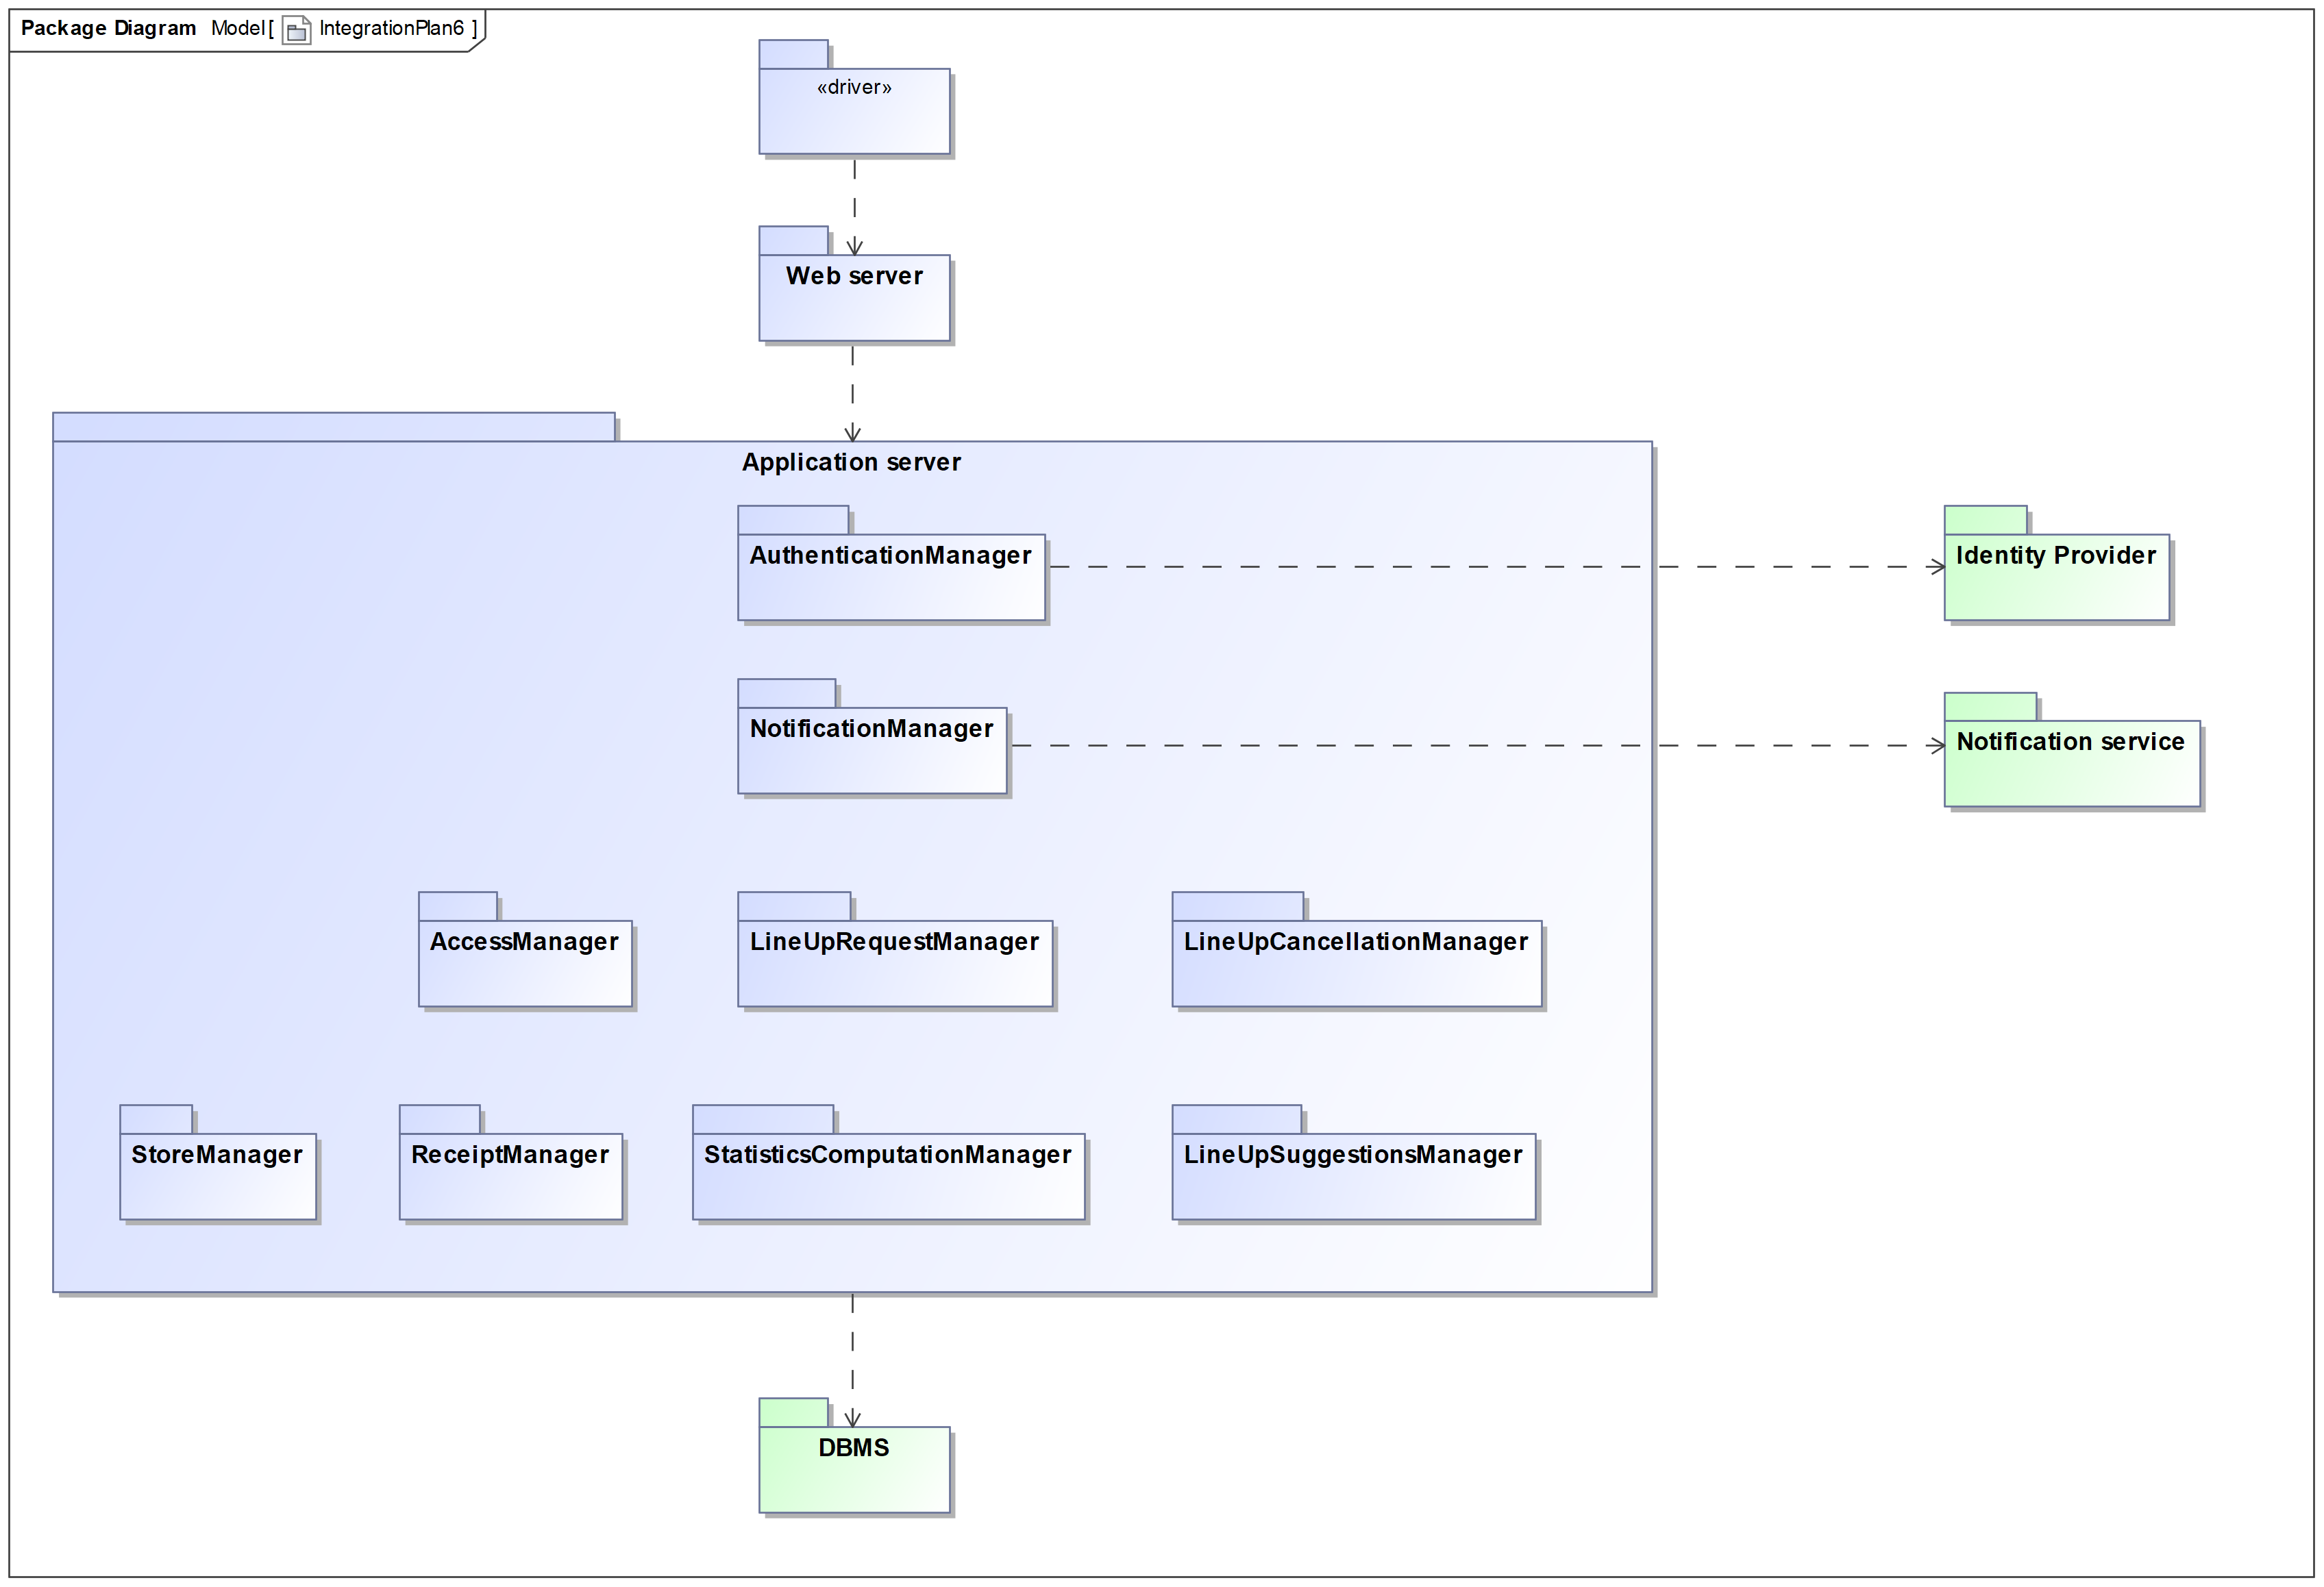 Package Diagram Model[ IntegrationPlan6 ]
«driver»
Web server
Application server
AuthenticationManager
Identity Provider
NotificationManager
Notification service
AccessManager
LineUpRequestManager
LineUpCancellationManager
StoreManager
ReceiptManager
StatisticsComputationManager
LineUpSuggestionsManager
DBMS